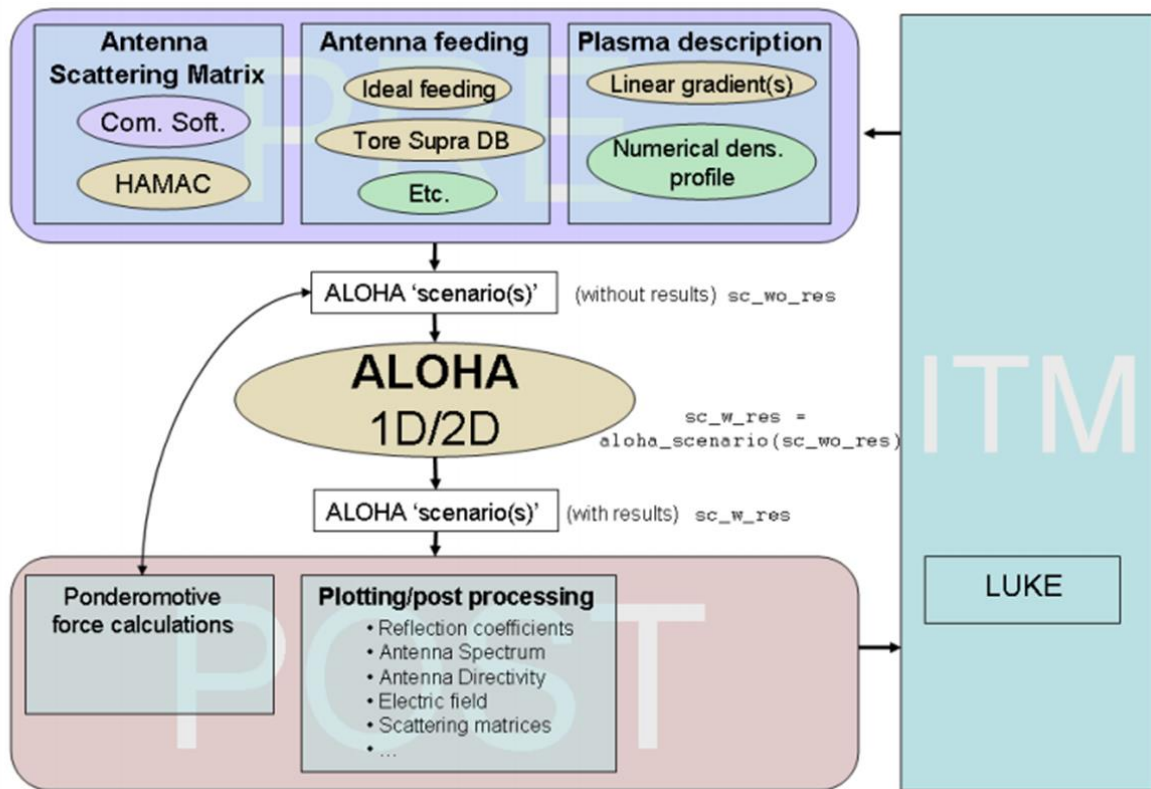 PRE
Antenna
Scattering Matrix
Com. Soft.
HAMAC
Antenna feeding
Ideal feeding
Tore Supra DB
Etc.
Plasma description
Linear gradient(s)
Numerical dens.
profile
ALOHA ‘scenario(s)’
(without results) sc_wo_res
ALOHA
1D/2D
sc_w_res =
aloha_scenario(sc_wo_res)
ALOHA ‘scenario(s)’
(with results) sc_w_res
POST
Ponderomotive
force calculations
Plotting/post processing
• Reflection coefficients
• Antenna Spectrum
• Antenna Directivity
• Electric field
• Scattering matrices
• ...
ITM
LUKE